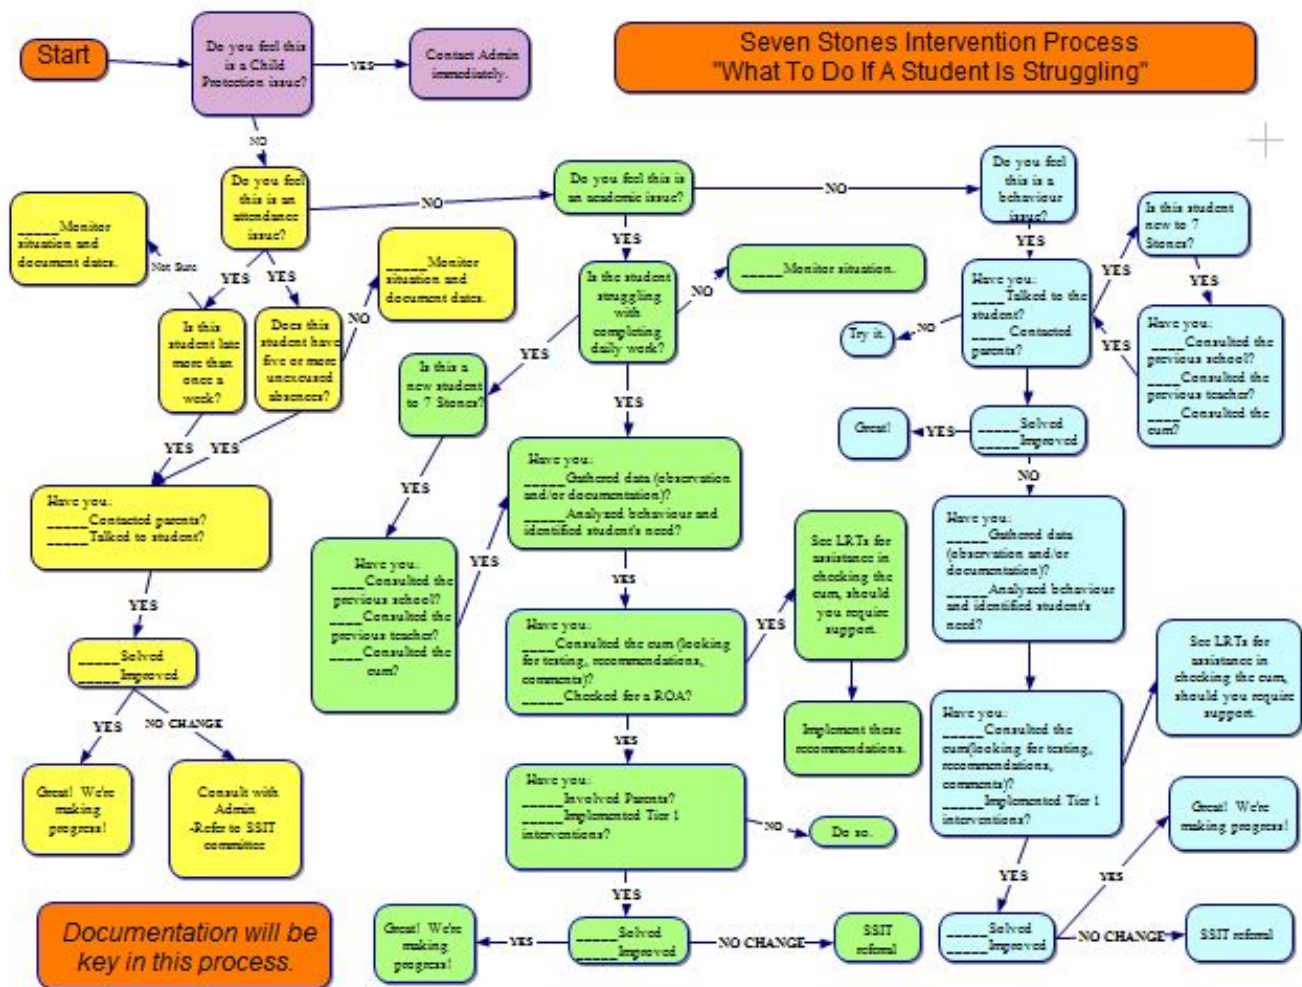 Start
Do you feel this
is a Child
Protection issue?
YES
Contact Admin
immediately.
Seven Stones Intervention Process
"What To Do If A Student Is Struggling"
NO
Do you feel
this is an
attendance
issue?
NO
Do you feel this is
an academic issue?
NO
Do you feel
this is a
behaviour
issue?
_____Monitor
situation and
document dates.
Not Sure
YES
YES
_____Monitor
situation and
document dates.
NO
Is this
student late
more than
once a
week?
Does this
student have
five or more
unexcused
absences?
YES
YES
Have you:
_____Contacted parents?
_____Talked to student?
YES
_____Solved
_____Improved
YES
NO CHANGE
Great! We're
making
progress!
Consult with
Admin
-Refer to SSIT
committee
Documentation will be
key in this process.
YES
Is the student
struggling
with
completing
daily work?
NO
_____Monitor situation.
YES
Is this a
new student
to 7 Stones?
YES
YES
Have you:
____Consulted the
previous school?
____Consulted the
previous teacher?
____Consulted the
cum?
YES
Have you:
_____Gathered data (observation
and/or documentation)?
_____Analyzed behaviour and
identified student's need?
YES
Have you:
____Consulted the cum (looking
for testing, recommendations,
comments)?
_____Checked for a ROA?
YES
See LRTs for
assistance in
checking the
cum, should
you require
support.
Implement these
recommendations.
YES
Have you:
_____Involved Parents?
_____Implemented Tier 1
interventions?
NO
Do so.
YES
_____Solved
_____Improved
YES
Great! We're
making
progress!
NO CHANGE
SSIT
referral
YES
Have you:
____Talked to the
student?
____ Contacted
parents?
NO
Try it.
YES
Is this student
new to 7
Stones?
YES
Have you:
____Consulted the
previous school?
____Consulted the
previous teacher?
____Consulted the
cum?
YES
_____Solved
_____Improved
YES
Great!
NO
Have you:
_____Gathered data
(observation and/or
documentation)?
_____Analyzed behaviour
and identified student's
need?
Have you:
____Consulted the
cum(looking for testing,
recommendations,
comments)?
_____Implemented Tier 1
interventions?
See LRTs for
assistance in
checking the cum,
should you require
support.
YES
_____Solved
_____Improved
YES
Great! We're
making progress!
NO CHANGE
SSIT referral